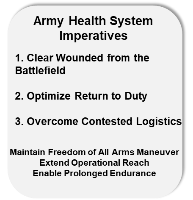 Army Health System
Imperatives
1. Clear Wounded from the
Battlefield
2. Optimize Return to Duty
3. Overcome Contested Logistics
Maintain Freedom of All Arms Maneuver
Extend Operational Reach
Enable Prolonged Endurance